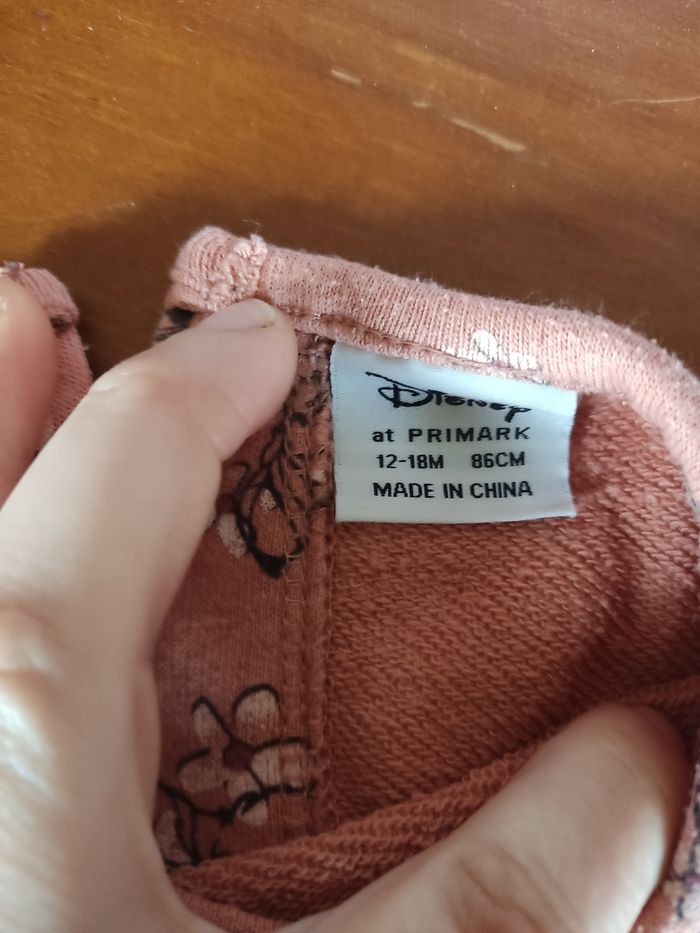 Disney
at PRIMARK
12-18M 86CM
MADE IN CHINA